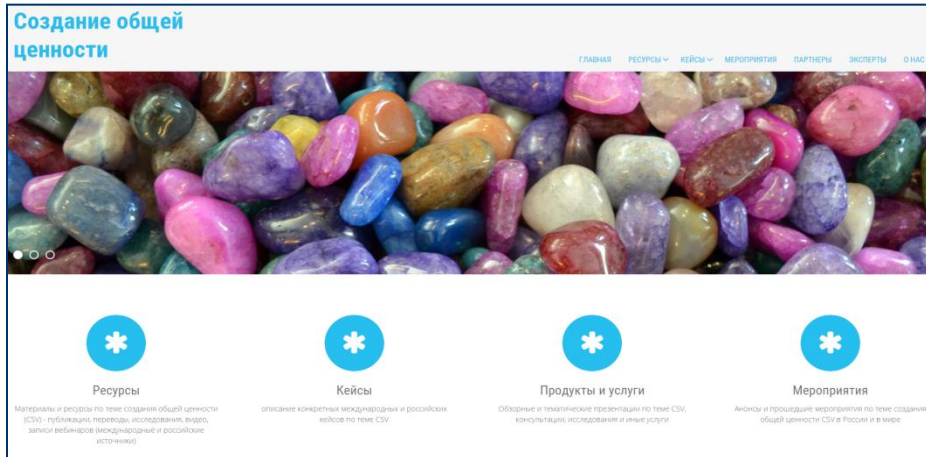 Создание общей
ценности
ГЛАВНАЯ РЕСУРСЫ КЕЙСЫ МЕРОПРИЯТИЯ ПАРТНЕРЫ ЭКСПЕРТЫ О НАС
Ресурсы
Материалы и ресурсы по теме создания общей ценности
(CSV) - публикации, переводы, исследования, видео,
записи вебинаров (международные и российские
источники)
Кейсы
описание конкретных международных и российских
кейсов по теме CSV
Продукты и услуги
Обзорные и тематические презентации по теме CSV,
консультации, исследования и иные услуги
Мероприятия
Анонсы и прошедшие мероприятия по теме создания
общей ценности CSV в России и в мире